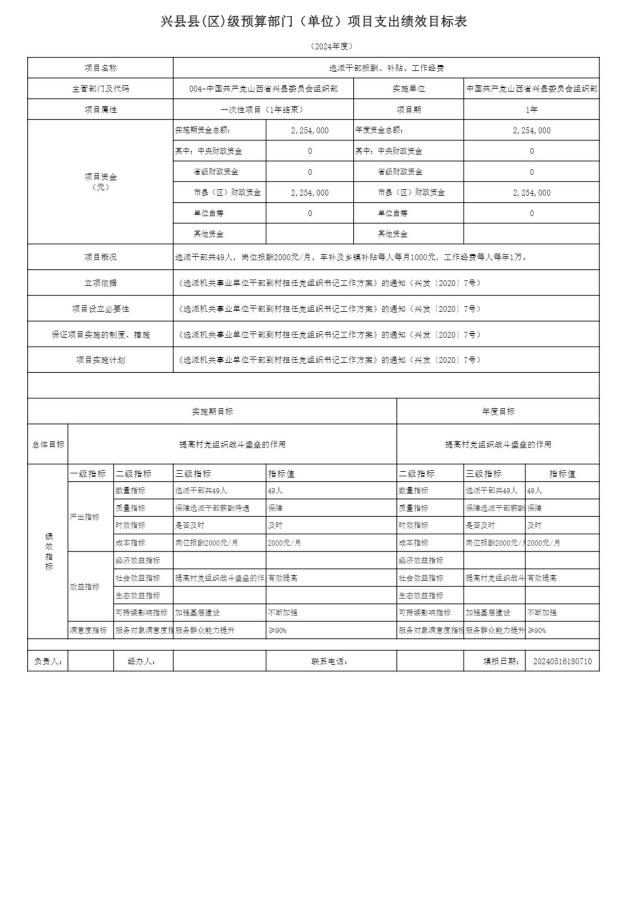 兴县县(区)级预算部门（单位）项目支出绩效目标表
（2024年度）
项目名称 选派干部报酬、补贴、工作经费
主管部门及代码 004-中国共产党山西省兴县委员会组织部 实施单位 中国共产党山西省兴县委员会组织部
项目属性 一次性项目（1年结束） 项目期 1年
项目资金
（元）
实施期资金总额： 2,254,000 年度资金总额： 2,254,000
其中：中央财政资金 0 其中：中央财政资金 0
省级财政资金 0 省级财政资金 0
市县（区）财政资金 2,254,000 市县（区）财政资金 2,254,000
单位自筹 0 单位自筹 0
其他资金 其他资金
项目概况 选派干部共49人，岗位报酬2000元/月，车补及乡镇补贴每人每月1000元，工作经费每人每年1万。
立项依据 《选派机关事业单位干部到村担任党组织书记工作方案》的通知（兴发〔2020〕7号）
项目设立必要性 《选派机关事业单位干部到村担任党组织书记工作方案》的通知（兴发〔2020〕7号）
保证项目实施的制度、措施 《选派机关事业单位干部到村担任党组织书记工作方案》的通知（兴发〔2020〕7号）
项目实施计划 《选派机关事业单位干部到村担任党组织书记工作方案》的通知（兴发〔2020〕7号）
实施期目标 年度目标
总体目标 提高村党组织战斗堡垒的作用 提高村党组织战斗堡垒的作用
绩效指标
一级指标 二级指标 三级指标 指标值 二级指标 三级指标 指标值
产出指标
数量指标 选派干部共49人 49人 数量指标 选派干部共49人 49人
质量指标 保障选派干部薪酬待遇 保障 质量指标 保障选派干部薪酬 保障
时效指标 是否及时 及时 时效指标 是否及时 及时
成本指标 岗位报酬2000元/月 2000元/月 成本指标 岗位报酬2000元/月 2000元/月
效益指标
经济效益指标 经济效益指标
社会效益指标 提高村党组织战斗堡垒的作 有效提高 社会效益指标 提高村党组织战斗 有效提高
生态效益指标 生态效益指标
可持续影响指标 加强基层建设 不断加强 可持续影响指标 加强基层建设 不断加强
满意度指标 服务对象满意度指 服务群众能力提升 ≥90% 服务对象满意度指标 服务群众能力提升 ≥90%
负责人： 经办人： 联系电话： 填报日期： 20240516180710